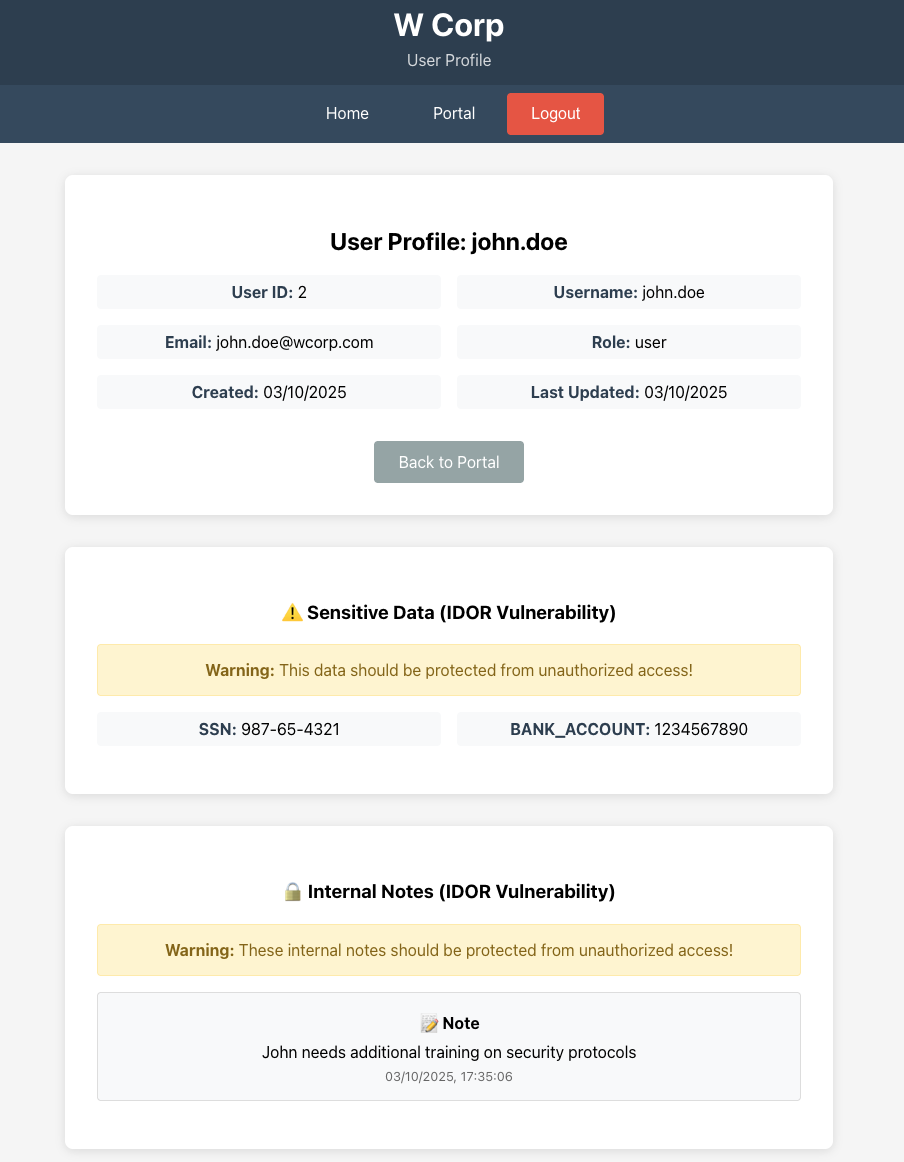 W Corp
User Profile
Home Portal Logout
User Profile: john.doe
User ID: 2 Username: john.doe
Email: john.doe@wcorp.com Role: user
Created: 03/10/2025 Last Updated: 03/10/2025
Back to Portal
⚠️ Sensitive Data (IDOR Vulnerability)
Warning: This data should be protected from unauthorized access!
SSN: 987-65-4321 BANK_ACCOUNT: 1234567890
🔒 Internal Notes (IDOR Vulnerability)
Warning: These internal notes should be protected from unauthorized access!
📝 Note
John needs additional training on security protocols
03/10/2025, 17:35:06